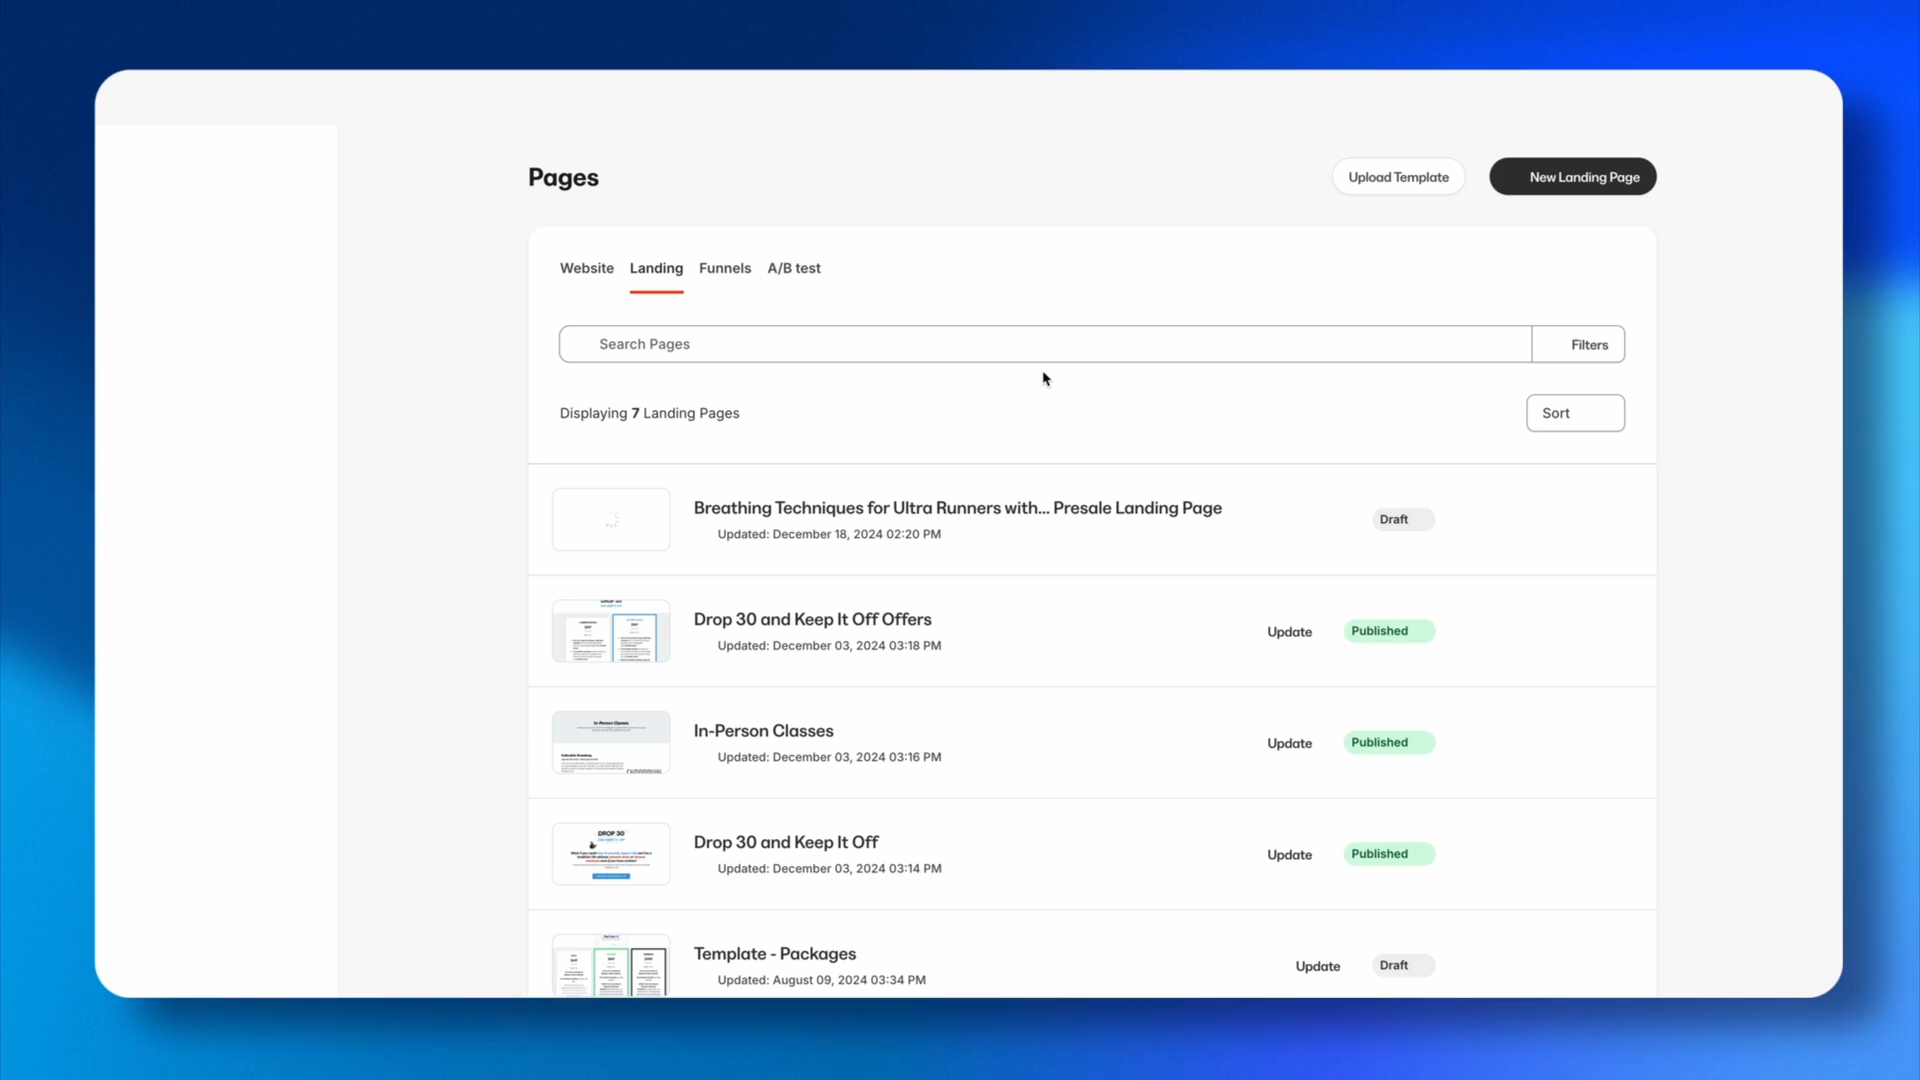 Pages
Upload Template
New Landing Page
Website Landing Funnels A/B test
Search Pages
Filters
Displaying 7 Landing Pages
Sort
Breathing Techniques for Ultra Runners with... Presale Landing Page
Updated: December 18, 2024 02:20 PM
Draft
Drop 30 and Keep It Off Offers
Updated: December 03, 2024 03:18 PM
Update
Published
In-Person Classes
In-Person Classes
Updated: December 03, 2024 03:16 PM
Update
Published
DROP 30
Drop 30 and Keep It Off
Updated: December 03, 2024 03:14 PM
Update
Published
Template - Packages
Updated: August 09, 2024 03:34 PM
Update
Draft